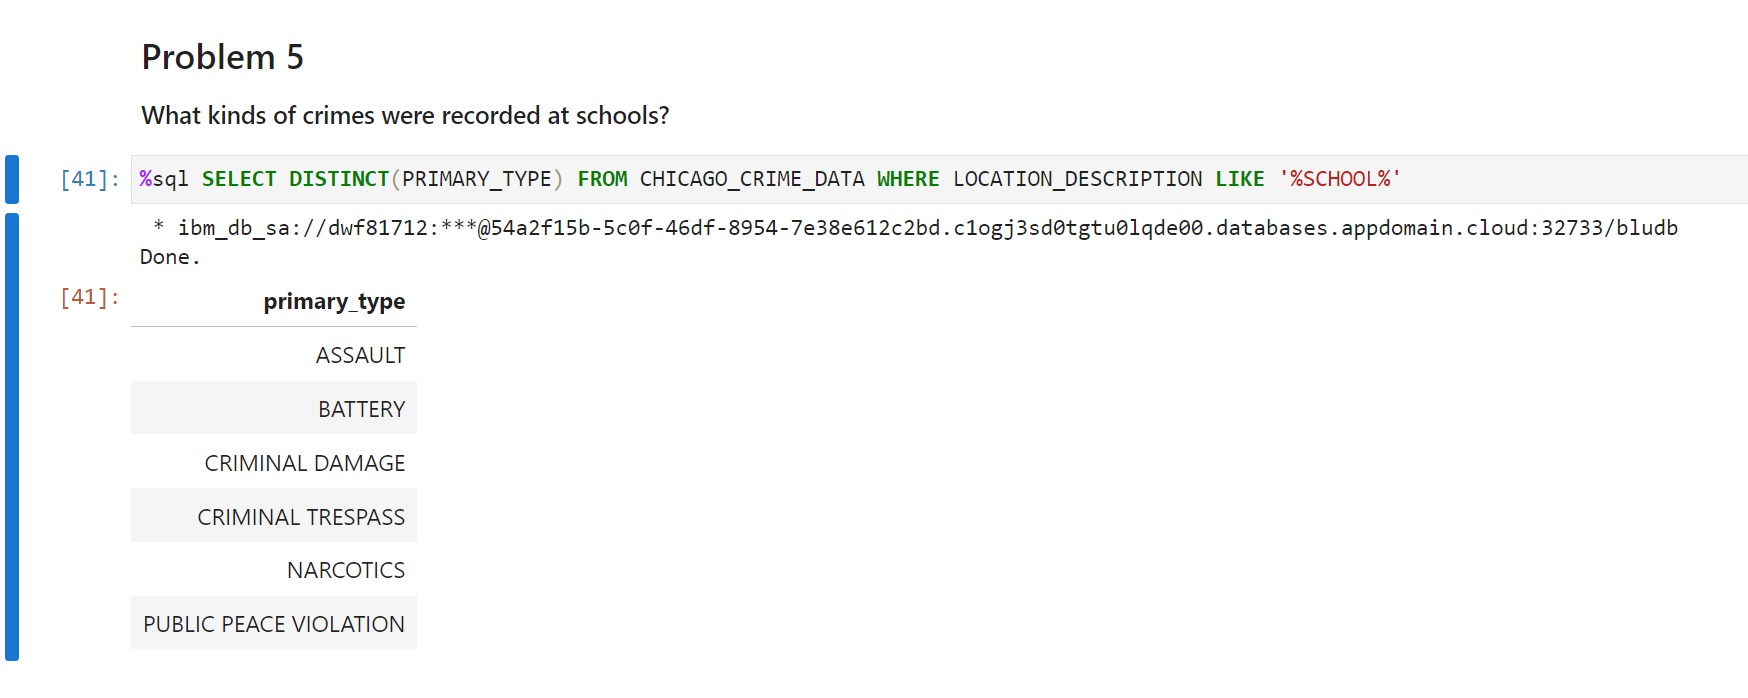 Problem 5
What kinds of crimes were recorded at schools?
[41]: %sql SELECT DISTINCT(PRIMARY_TYPE) FROM CHICAGO_CRIME_DATA WHERE LOCATION_DESCRIPTION LIKE '%SCHOOL%'
* ibm_db_sa://dwf81712:***@54a2f15b-5c0f-46df-8954-7e38e612c2bd.c1ogj3sd0tgtu0lqde00.databases.appdomain.cloud:32733/bludb
Done.
[41]: primary_type
ASSAULT
BATTERY
CRIMINAL DAMAGE
CRIMINAL TRESPASS
NARCOTICS
PUBLIC PEACE VIOLATION